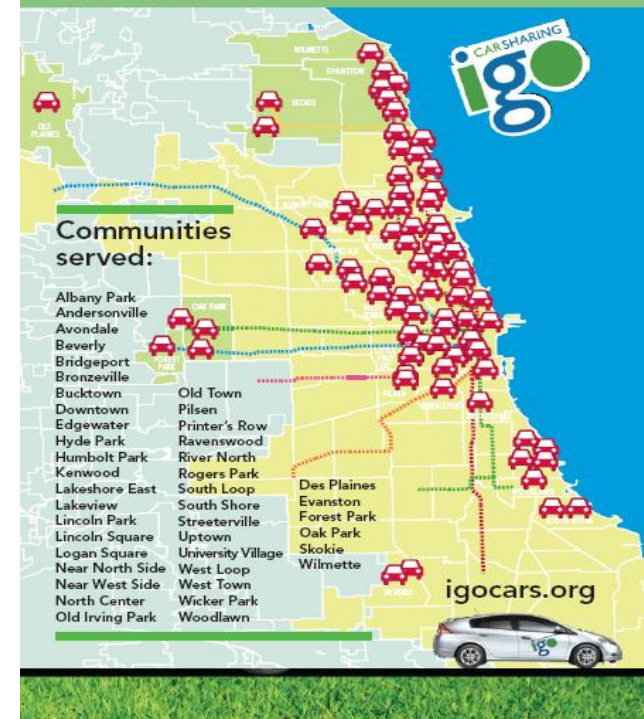 WILMETTE
EVANSTON
SKOKIE
DES
PLAINES
CARSHARING
igo
Communities
served:
Albany Park
Andersonville
Avondale
Beverly
Bridgeport
Bronzeville
Bucktown
Downtown
Edgewater
Hyde Park
Humbolt Park
Kenwood
Lakeshore East
Lakeview
Lincoln Park
Lincoln Square
Logan Square
Near North Side
Near West Side
North Center
Old Irving Park
Old Town
Pilsen
Printer's Row
Ravenswood
River North
Rogers Park
South Loop
South Shore
Streeterville
Uptown
University Village
West Loop
West Town
Wicker Park
Woodlawn
Des Plaines
Evanston
Forest Park
Oak Park
Skokie
Wilmette
OAK PARK
FOREST
PARK
PILSEN
BEVERLY
igocars.org
igo